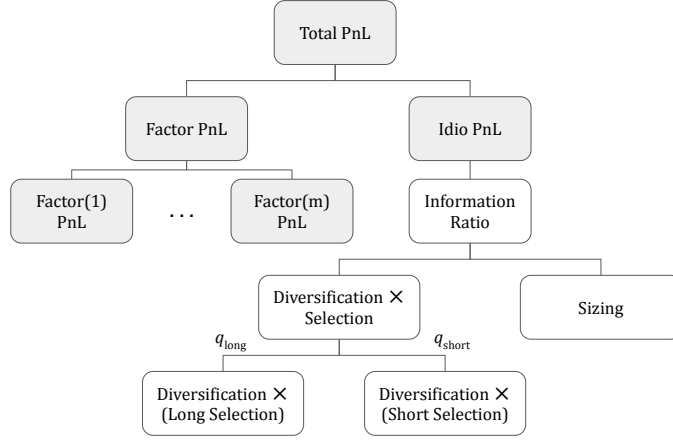 Total PnL
Factor PnL
Idio PnL
Factor(1)
PnL
. . .
Factor(m)
PnL
Information
Ratio
Diversification ×
Selection
Sizing
q_long
q_short
Diversification ×
(Long Selection)
Diversification ×
(Short Selection)